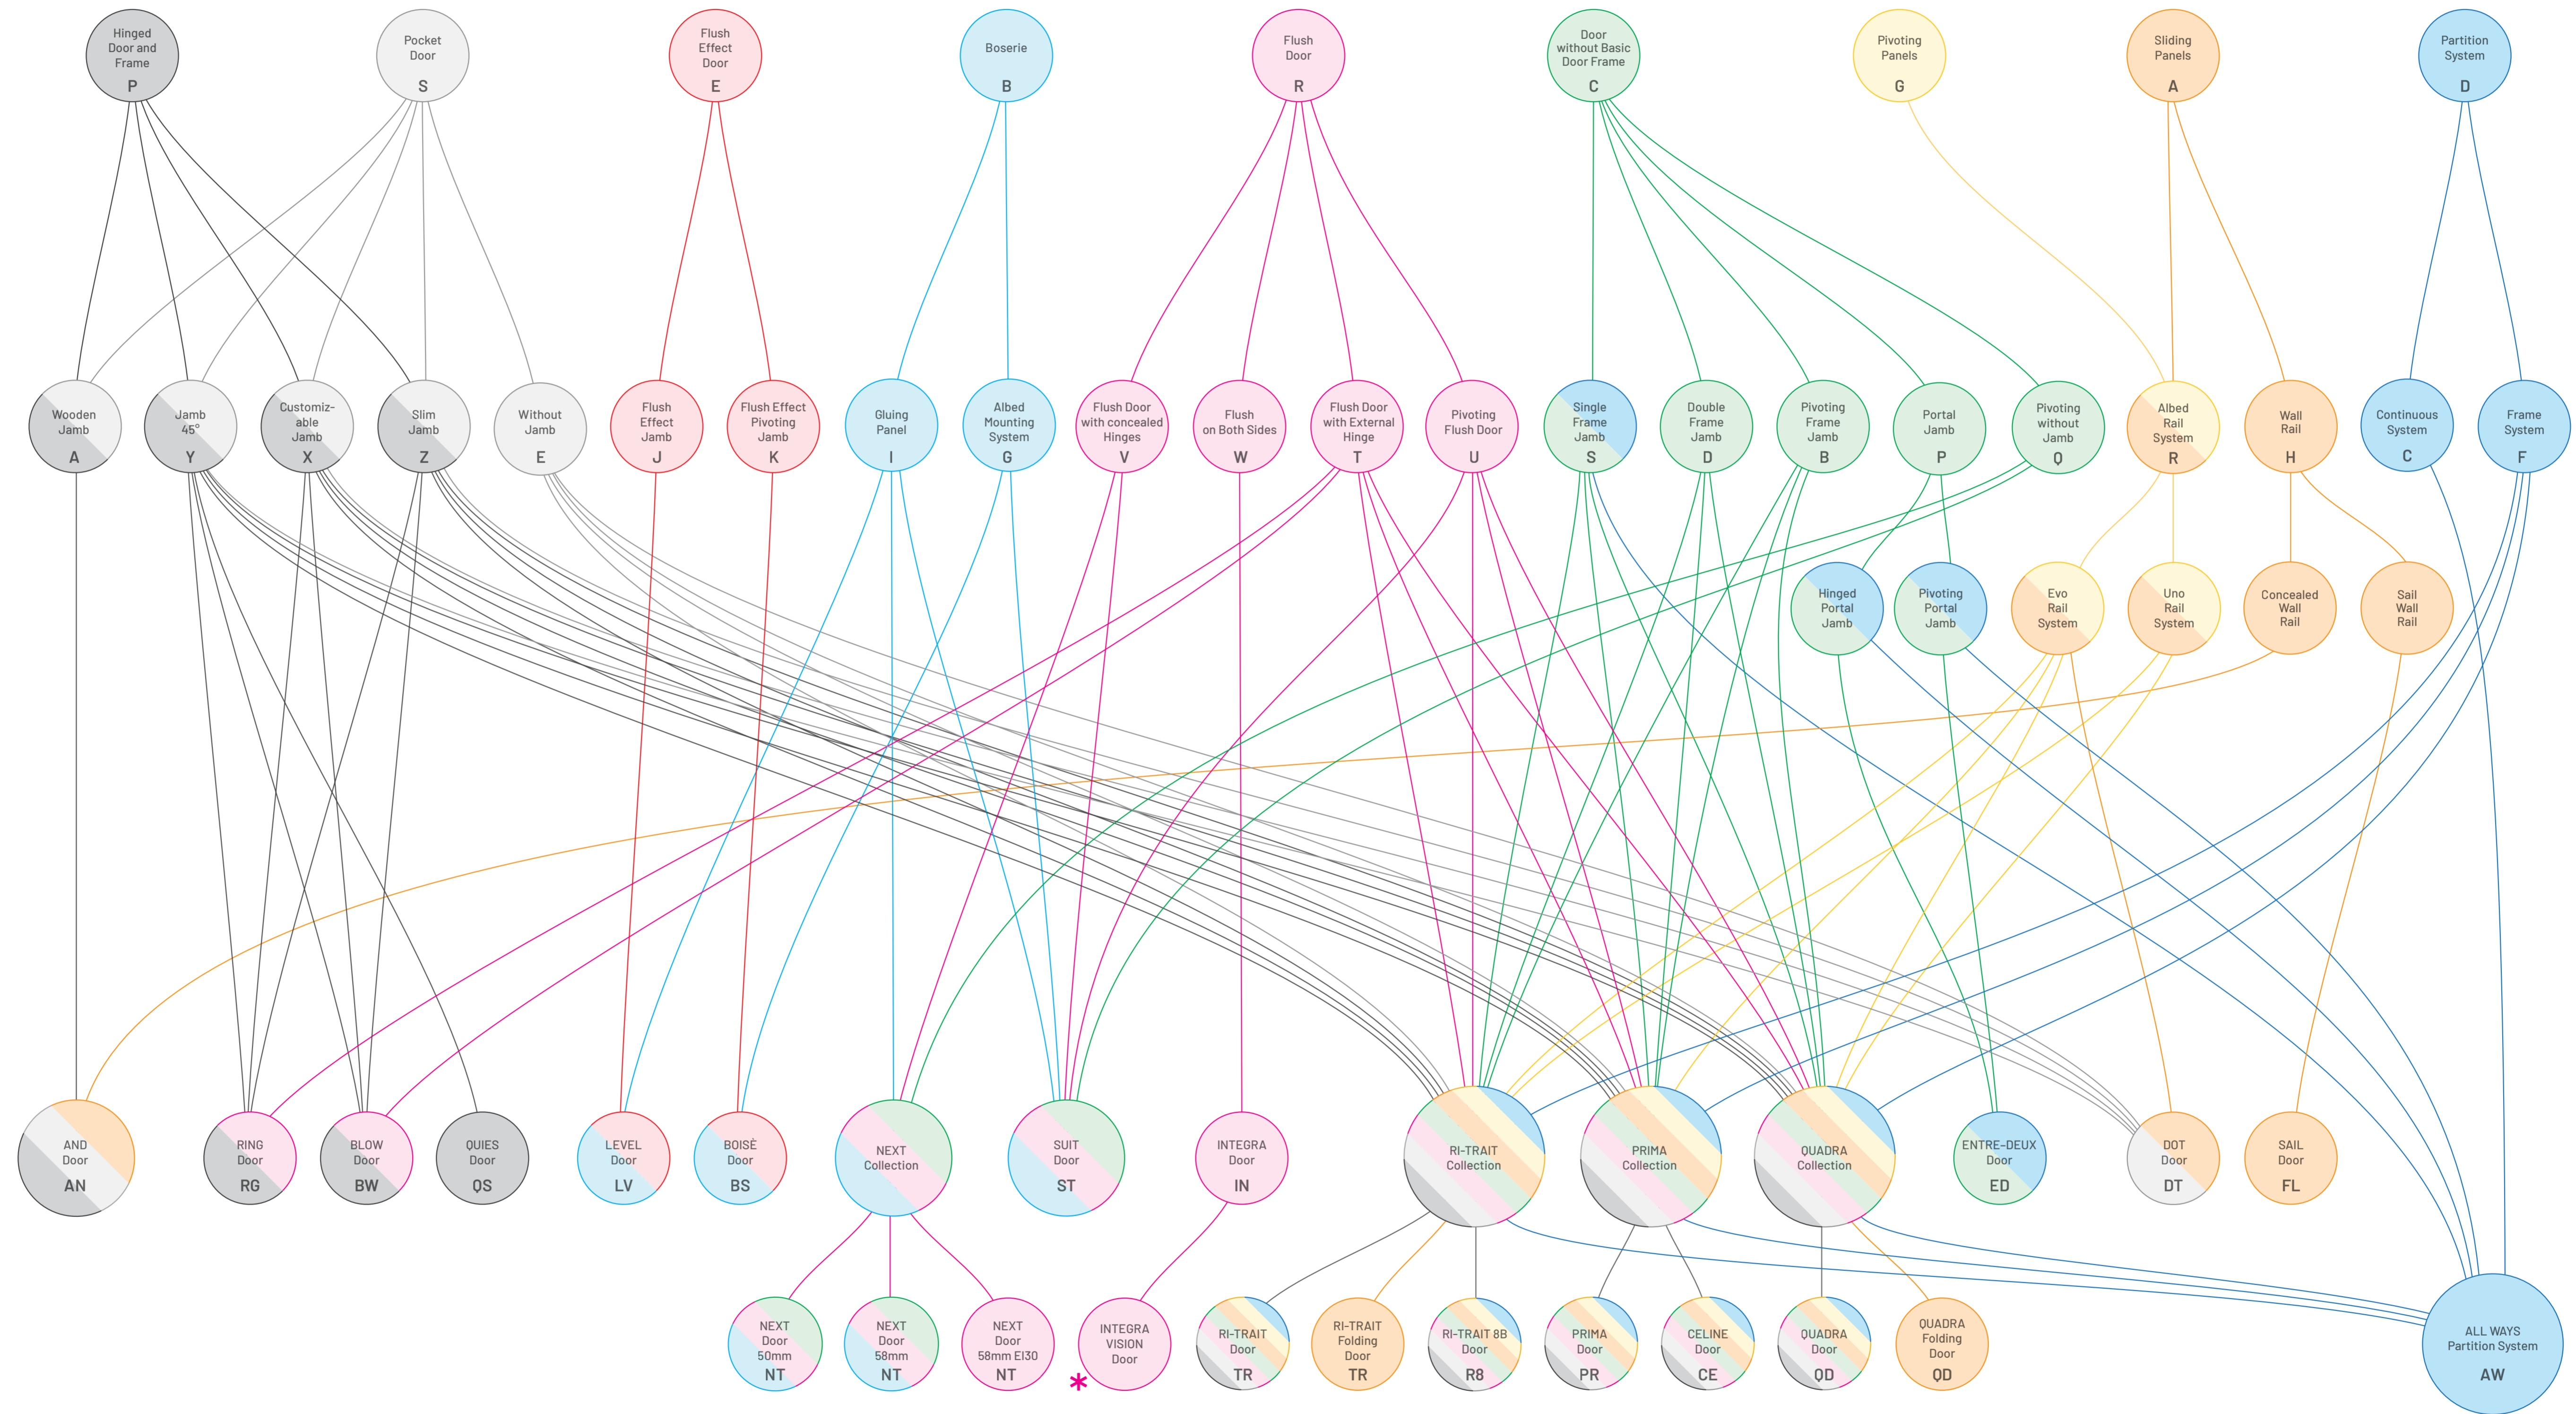 Hinged
Door and
Frame
P
Pocket
Door
S
Flush
Effect
Door
E
Boserie
B
Flush
Door
R
Door
without Basic
Door Frame
C
Pivoting
Panels
G
Sliding
Panels
A
Partition
System
D
Wooden
Jamb
A
Jamb
45°
Y
Customiz-
able
Jamb
X
Slim
Jamb
Z
Without
Jamb
E
Flush
Effect
Jamb
J
Flush Effect
Pivoting
Jamb
K
Gluing
Panel
I
Albed
Mounting
System
G
Flush Door
with concealed
Hinges
V
Flush
on Both Sides
W
Flush Door
with External
Hinge
T
Pivoting
Flush Door
U
Single
Frame
Jamb
S
Double
Frame
Jamb
D
Pivoting
Frame
Jamb
B
Portal
Jamb
P
Pivoting
without
Jamb
Q
Albed
Rail
System
R
Wall
Rail
H
Continuous
System
C
Frame
System
F
Hinged
Portal
Jamb
Pivoting
Portal
Jamb
Evo
Rail
System
Uno
Rail
System
Concealed
Wall
Rail
Sail
Wall
Rail
AND
Door
AN
RING
Door
RG
BLOW
Door
BW
QUIES
Door
QS
LEVEL
Door
LV
BOISÈ
Door
BS
NEXT
Collection
SUIT
Door
ST
INTEGRA
Door
IN
RI-TRAIT
Collection
PRIMA
Collection
QUADRA
Collection
ENTRE-DEUX
Door
ED
DOT
Door
DT
SAIL
Door
FL
NEXT
Door
50mm
NT
NEXT
Door
58mm
NT
NEXT
Door
58mm EI30
NT
*
INTEGRA
VISION
Door
RI-TRAIT
Door
TR
RI-TRAIT
Folding
Door
TR
RI-TRAIT 8B
Door
R8
PRIMA
Door
PR
CELINE
Door
CE
QUADRA
Door
QD
QUADRA
Folding
Door
QD
ALL WAYS
Partition System
AW